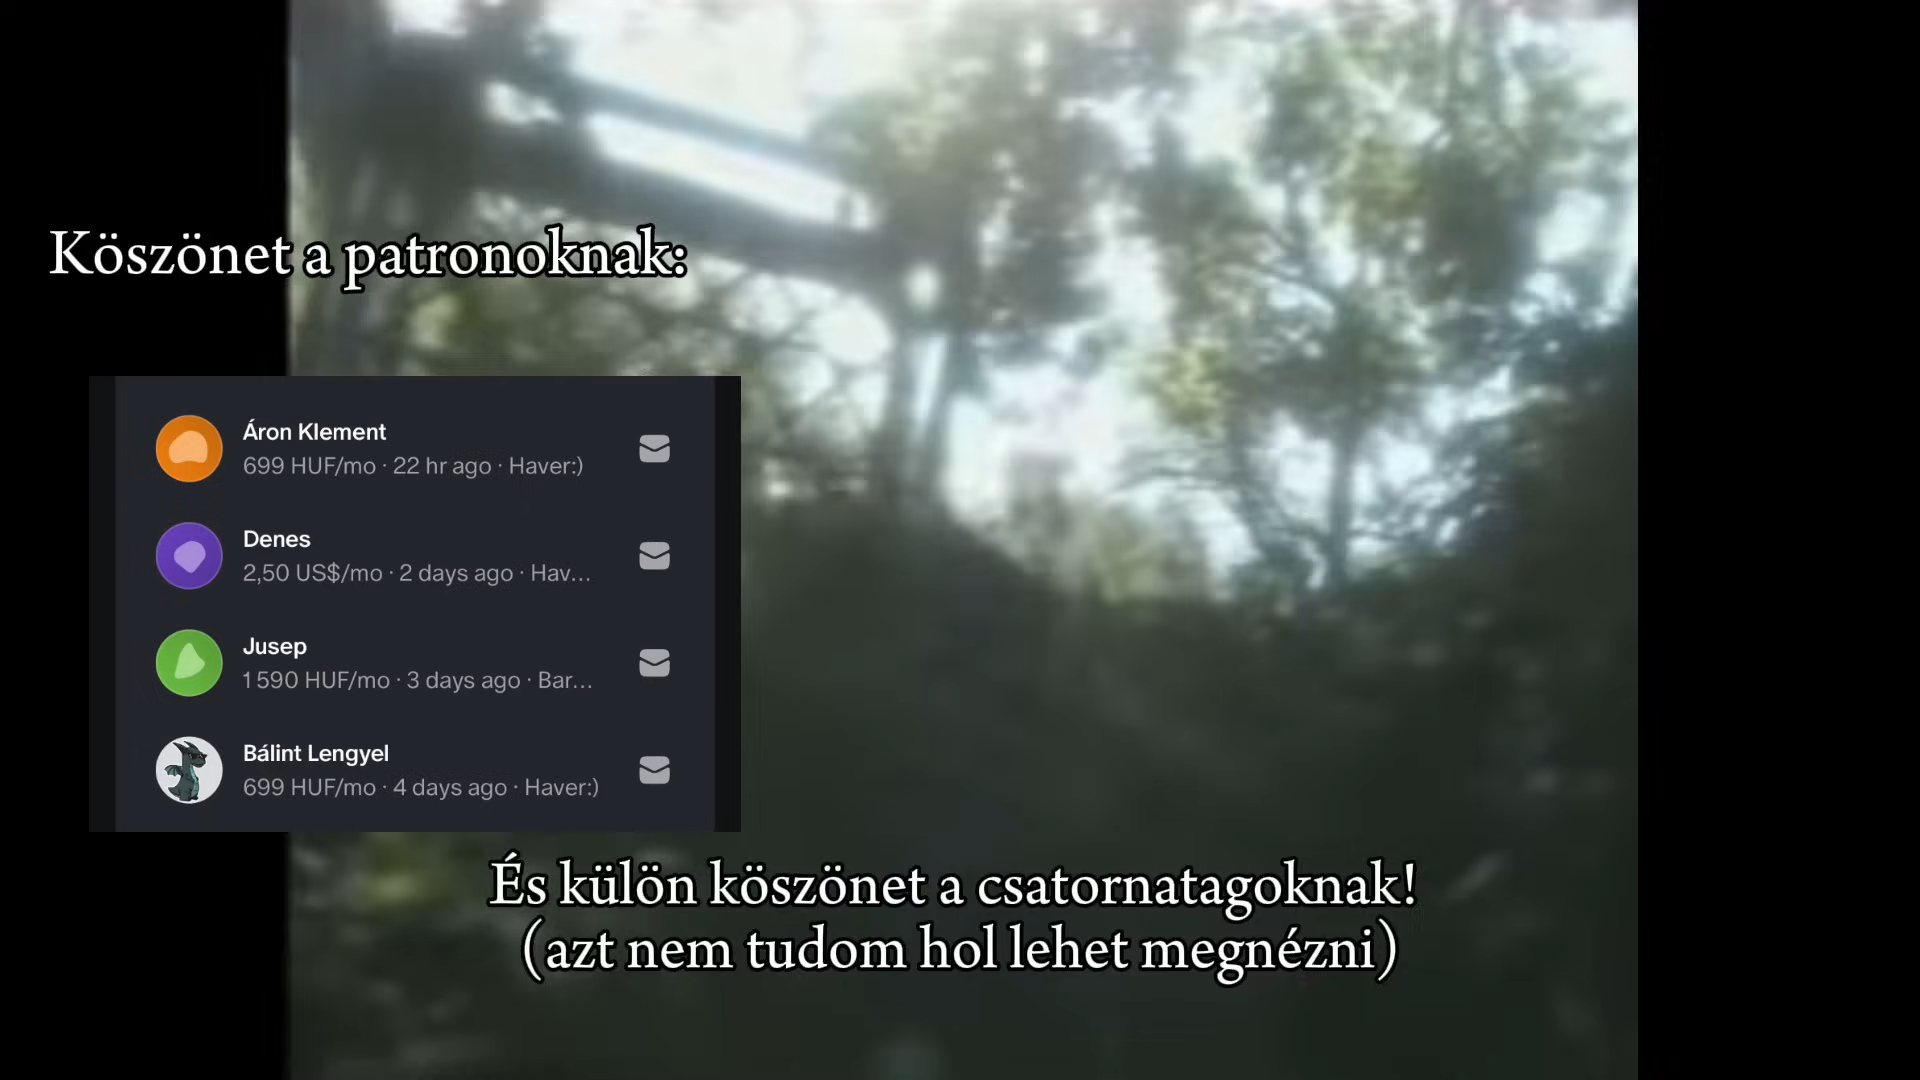 Köszönet a patronoknak:
Áron Klement
699 HUF/mo · 22 hr ago · Haver:)
Denes
2,50 US$/mo · 2 days ago · Hav...
Jusep
1 590 HUF/mo · 3 days ago · Bar...
Bálint Lengyel
699 HUF/mo · 4 days ago · Haver:)
És külön köszönet a csatornatagoknak!
(azt nem tudom hol lehet megnézni)